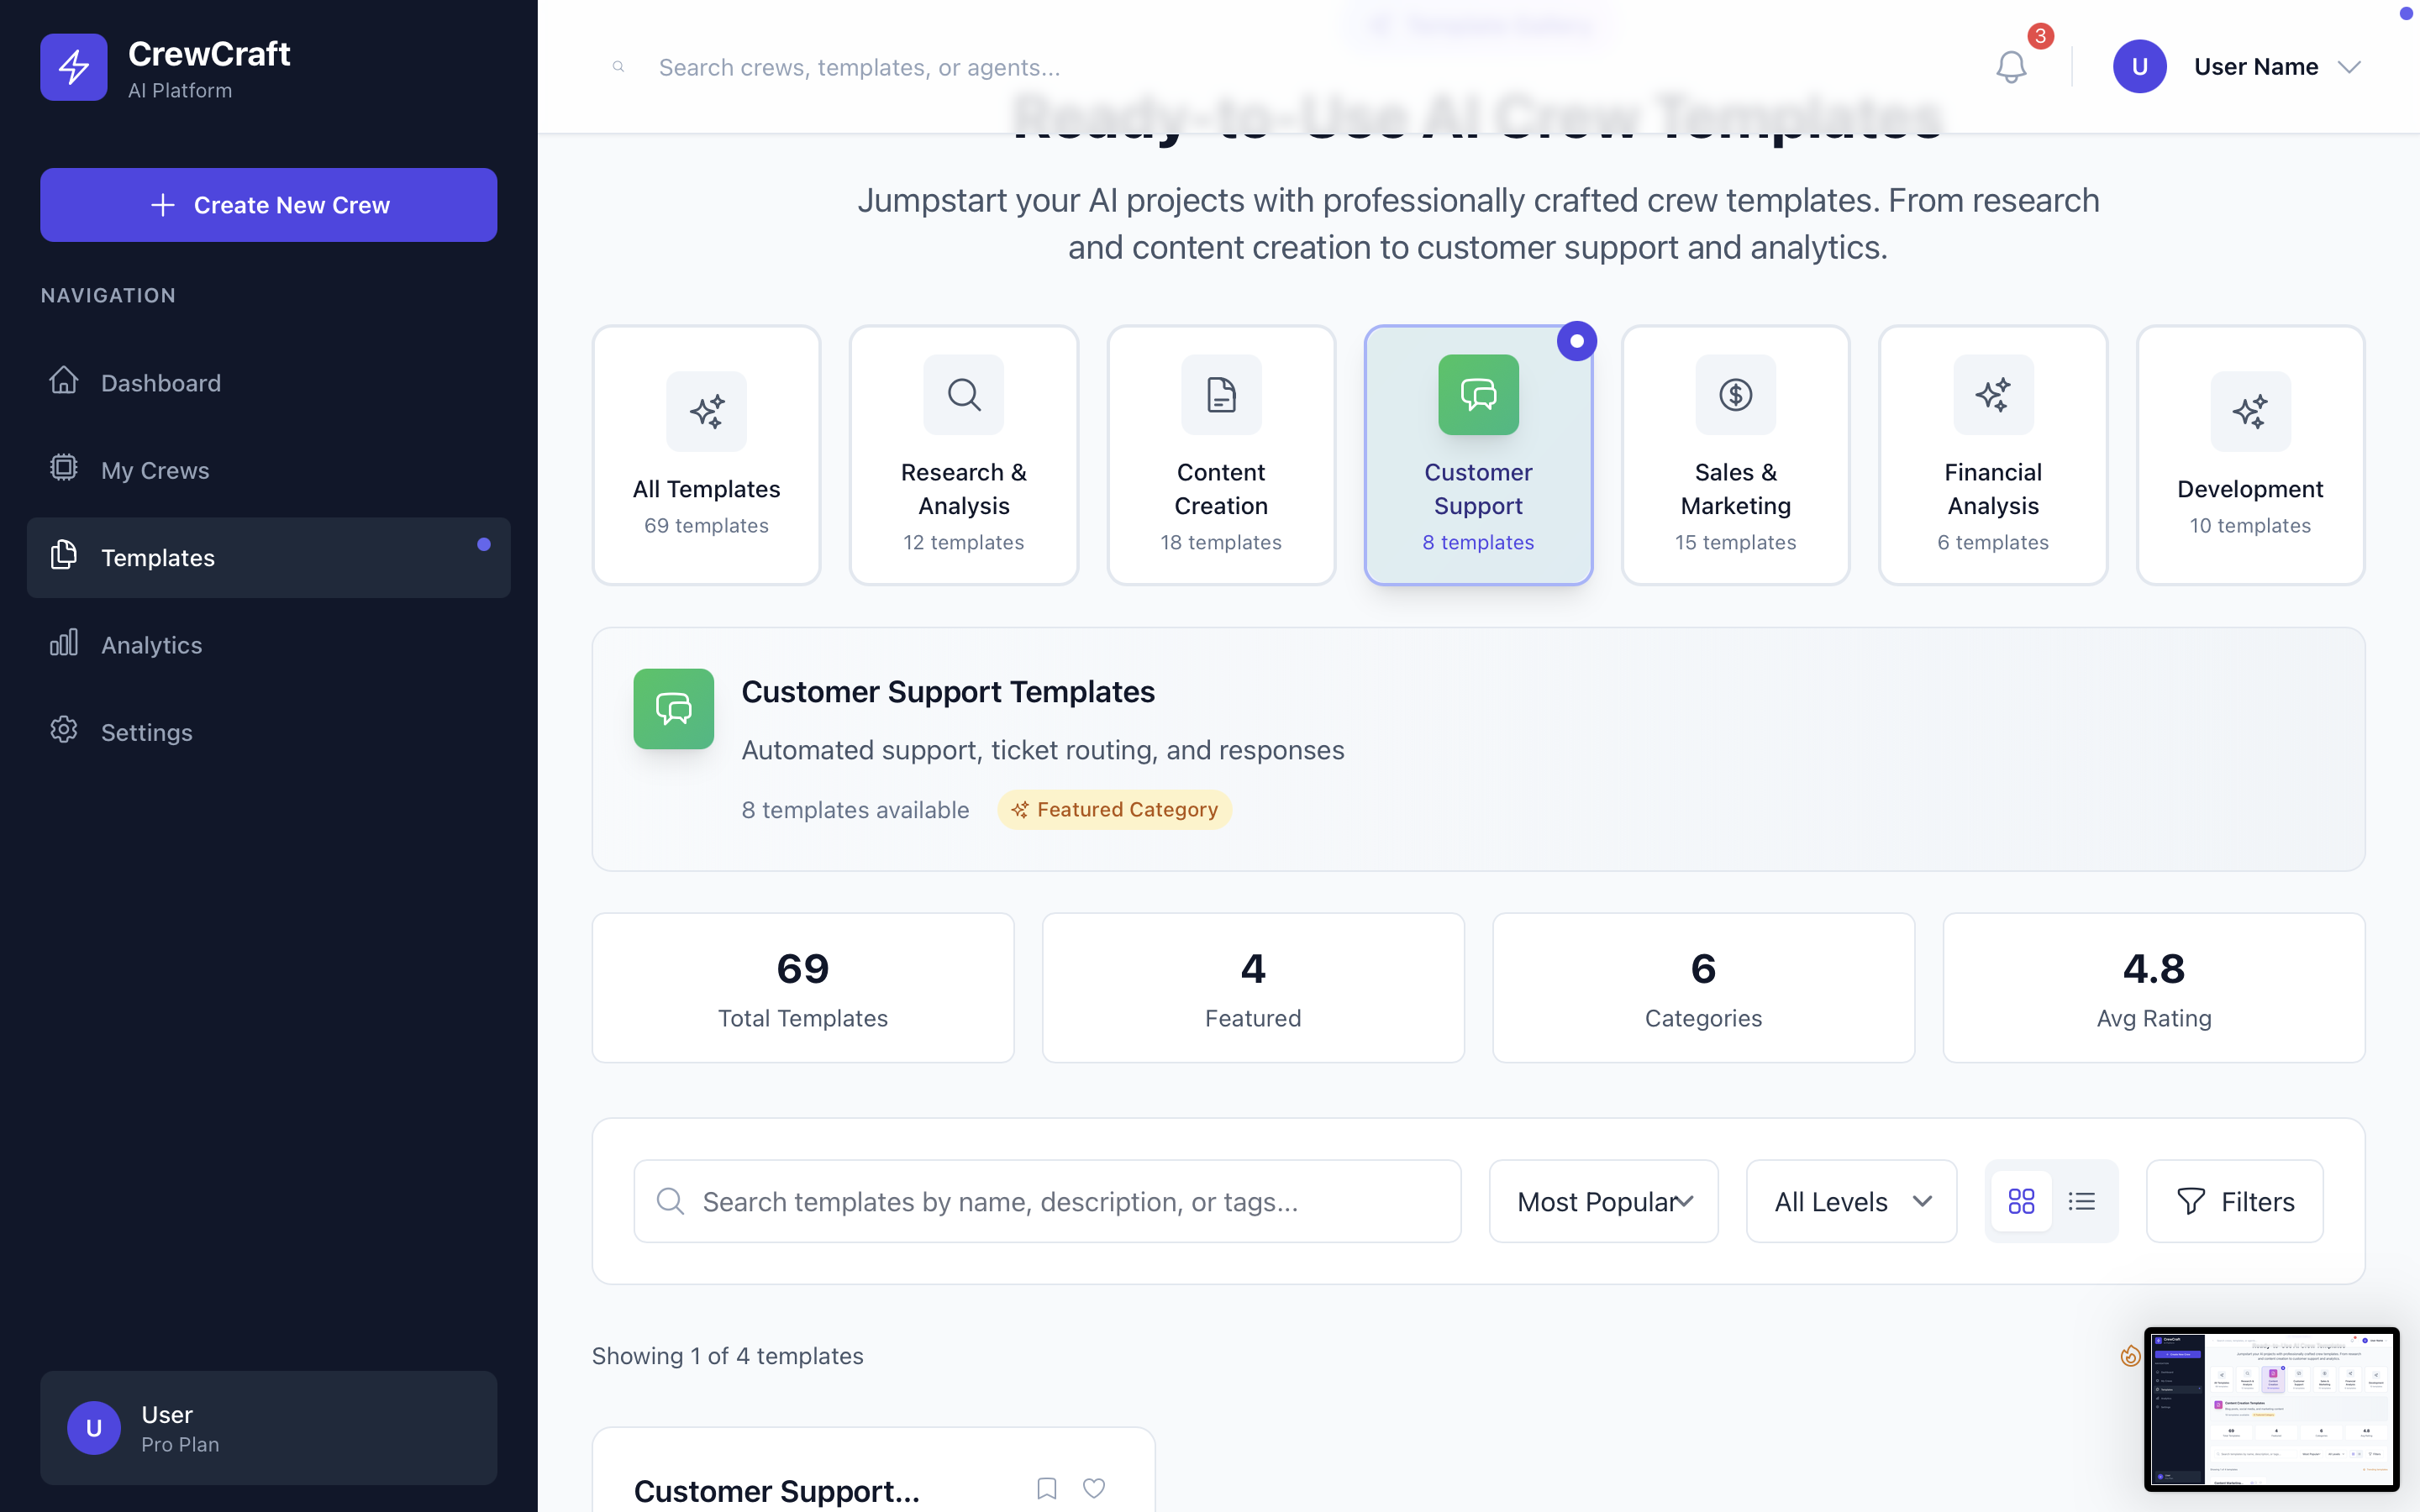 CrewCraft
AI Platform
Create New Crew
NAVIGATION
Dashboard
My Crews
Templates
Analytics
Settings
U
User
Pro Plan
Search crews, templates, or agents...
3
U
User Name
Ready-to-Use AI Crew Templates
Jumpstart your AI projects with professionally crafted crew templates. From research
and content creation to customer support and analytics.
All Templates
69 templates
Research &
Analysis
12 templates
Content
Creation
18 templates
Customer
Support
8 templates
Sales &
Marketing
15 templates
Financial
Analysis
6 templates
Development
10 templates
Customer Support Templates
Automated support, ticket routing, and responses
8 templates available
Featured Category
69
Total Templates
4
Featured
6
Categories
4.8
Avg Rating
Search templates by name, description, or tags...
Most Popular
All Levels
Filters
Showing 1 of 4 templates
Customer Support...